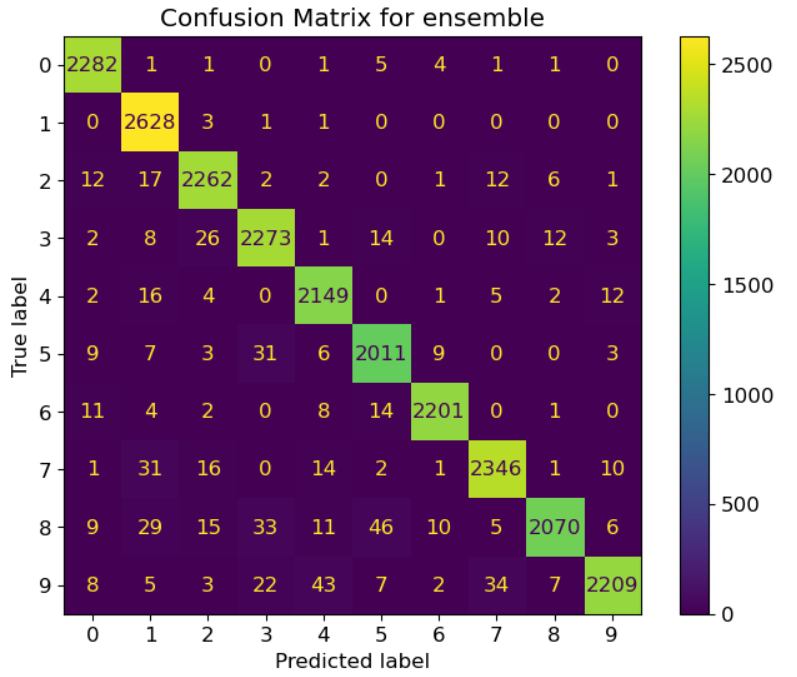 Confusion Matrix for ensemble
0 2282 1 1 0 1 5 4 1 1 0
1 0 2628 3 1 1 0 0 0 0 0
2 12 17 2262 2 2 0 1 12 6 1
3 2 8 26 2273 1 14 0 10 12 3
4 2 16 4 0 2149 0 1 5 2 12
5 9 7 3 31 6 2011 9 0 0 3
6 11 4 2 0 8 14 2201 0 1 0
7 1 31 16 0 14 2 1 2346 1 10
8 9 29 15 33 11 46 10 5 2070 6
9 8 5 3 22 43 7 2 34 7 2209
0 1 2 3 4 5 6 7 8 9
Predicted label
True label
2500
2000
1500
1000
500
0